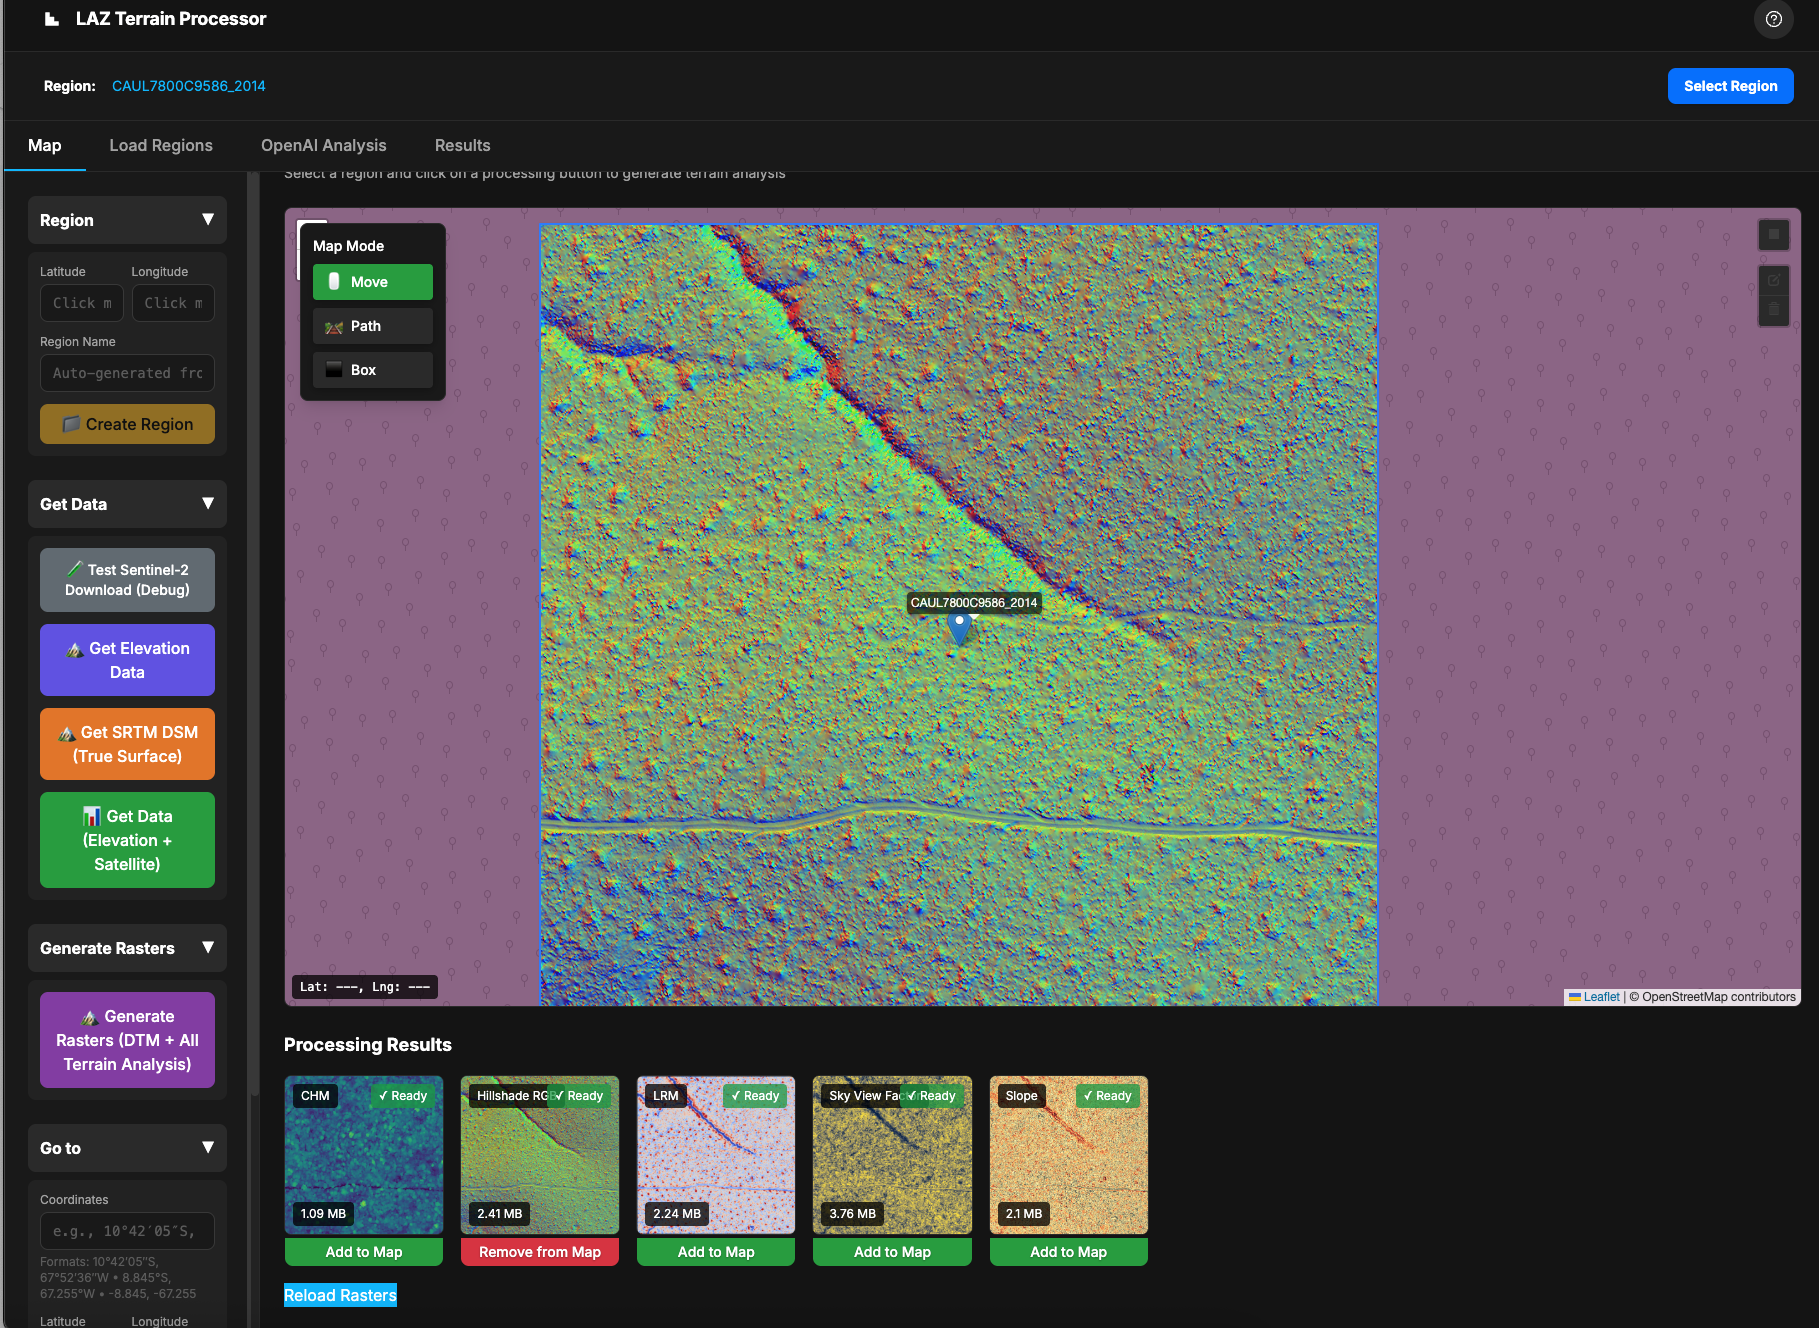 LAZ Terrain Processor
Region: CAUL7800C9586_2014
Select Region
Map
Load Regions
OpenAI Analysis
Results
Select a region and click on a processing button to generate terrain analysis
Region ▼
Latitude
Longitude
Click m
Click m
Region Name
Auto-generated frc
Create Region
Get Data ▼
Test Sentinel-2
Download (Debug)
Get Elevation
Data
Get SRTM DSM
(True Surface)
Get Data
(Elevation +
Satellite)
Generate Rasters ▼
Generate
Rasters (DTM + All
Terrain Analysis)
Go to ▼
Coordinates
e.g., 10°42′05″S,
Formats: 10°42'05"S,
67°52'36"W • 8.845°S,
67.255°W • -8.845, -67.255
Latitude
Longitude
Map Mode
Move
Path
Box
CAUL7800C9586_2014
Lat: ---, Lng: ---
Leaflet | © OpenStreetMap contributors
Processing Results
CHM
✓ Ready
1.09 MB
Add to Map
Hillshade RGB
✓ Ready
2.41 MB
Remove from Map
LRM
✓ Ready
2.24 MB
Add to Map
Sky View Fac
✓ Ready
3.76 MB
Add to Map
Slope
✓ Ready
2.1 MB
Add to Map
Reload Rasters